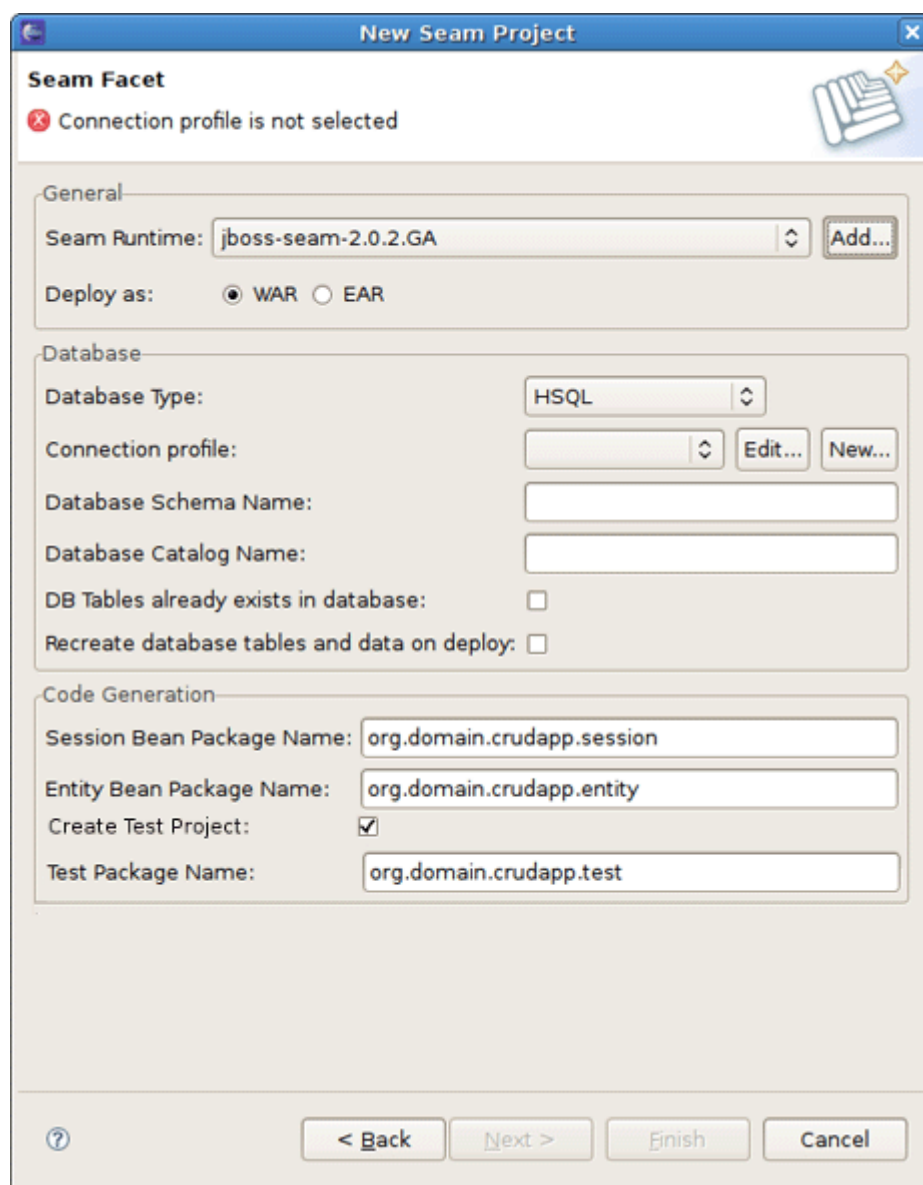 New Seam Project
Seam Facet
Connection profile is not selected
General
Seam Runtime: jboss-seam-2.0.2.GA Add...
Deploy as: WAR EAR
Database
Database Type: HSQL
Connection profile: Edit... New...
Database Schema Name:
Database Catalog Name:
DB Tables already exists in database:
Recreate database tables and data on deploy:
Code Generation
Session Bean Package Name: org.domain.crudapp.session
Entity Bean Package Name: org.domain.crudapp.entity
Create Test Project:
Test Package Name: org.domain.crudapp.test
? < Back Next > Finish Cancel